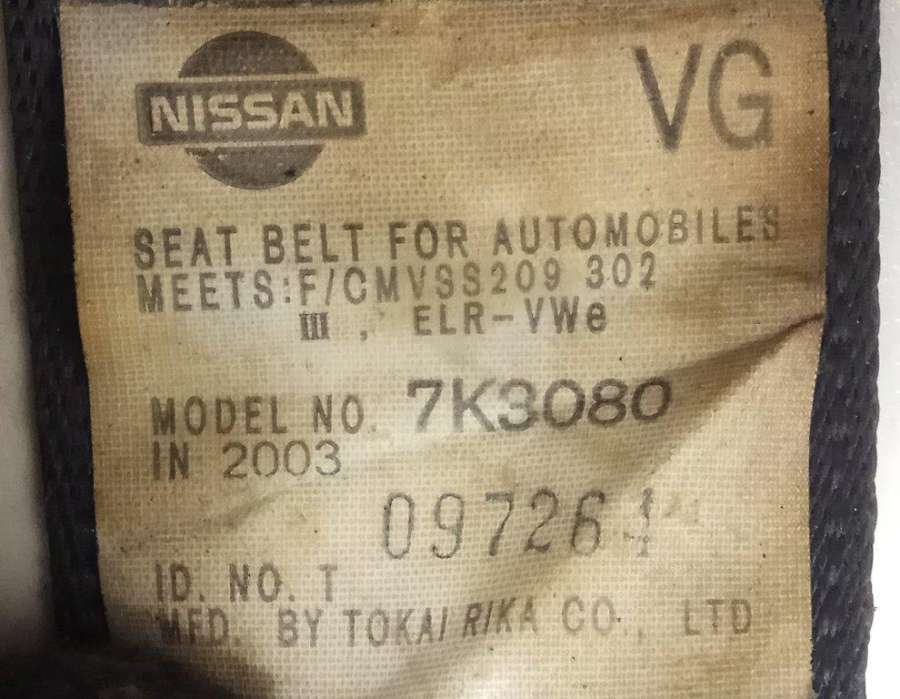 NISSAN
VG
SEAT BELT FOR AUTOMOBILES
MEETS:F/CMVSS209 302
III , ELR-VWe
MODEL NO. 7K3080
IN 2003
ID. NO. T
MFD. BY TOKAI RIKA CO., LTD